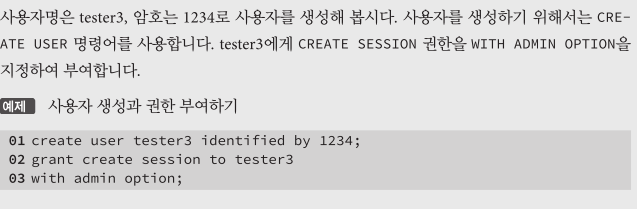 사용자명은 tester3, 암호는 1234로 사용자를 생성해 봅시다. 사용자를 생성하기 위해서는 CRE-
ATE USER 명령어를 사용합니다. tester3에게 CREATE SESSION 권한을 WITH ADMIN OPTION을
지정하여 부여합니다.
예제 사용자 생성과 권한 부여하기
01 create user tester3 identified by 1234;
02 grant create session to tester3
03 with admin option;